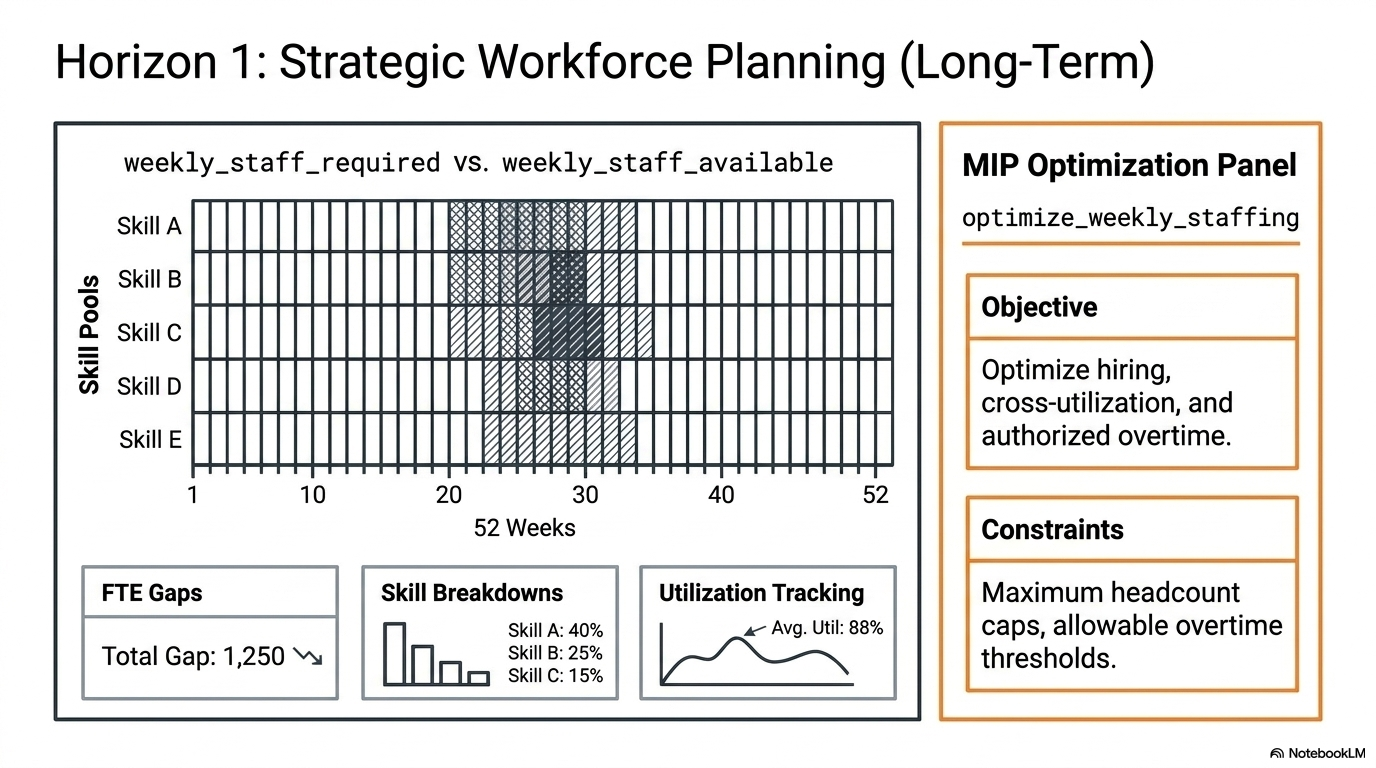 Horizon 1: Strategic Workforce Planning (Long-Term)
weekly_staff_required vs. weekly_staff_available
Skill Pools
Skill A
Skill B
Skill C
Skill D
Skill E
1 10 20 30 40 52
52 Weeks
FTE Gaps
Total Gap: 1,250
Skill Breakdowns
Skill A: 40%
Skill B: 25%
Skill C: 15%
Utilization Tracking
Avg. Util: 88%
MIP Optimization Panel
optimize_weekly_staffing
Objective
Optimize hiring,
cross-utilization, and
authorized overtime.
Constraints
Maximum headcount
caps, allowable overtime
thresholds.
NotebookLM